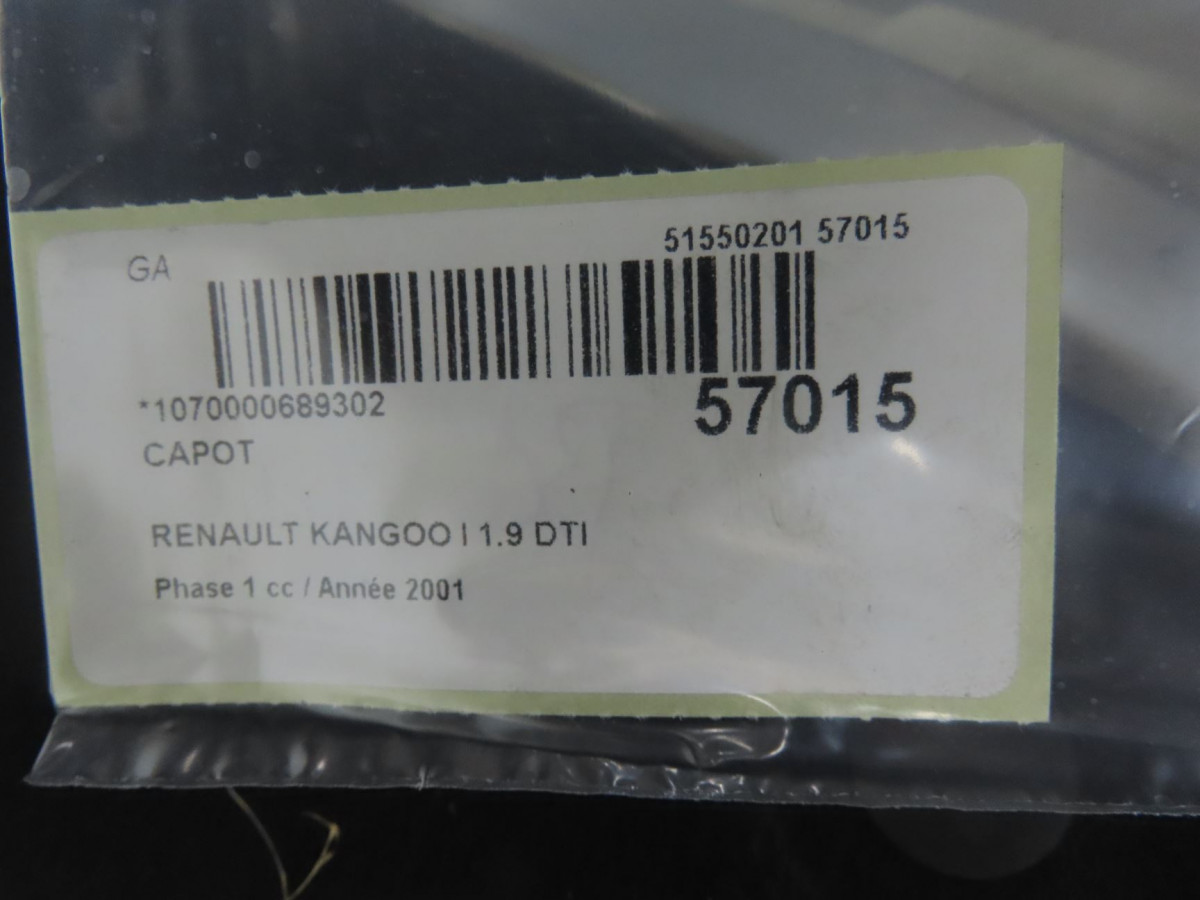 GA
51550201 57015
*1070000689302
57015
CAPOT
RENAULT KANGOO I 1.9 DTI
Phase 1 cc / Année 2001